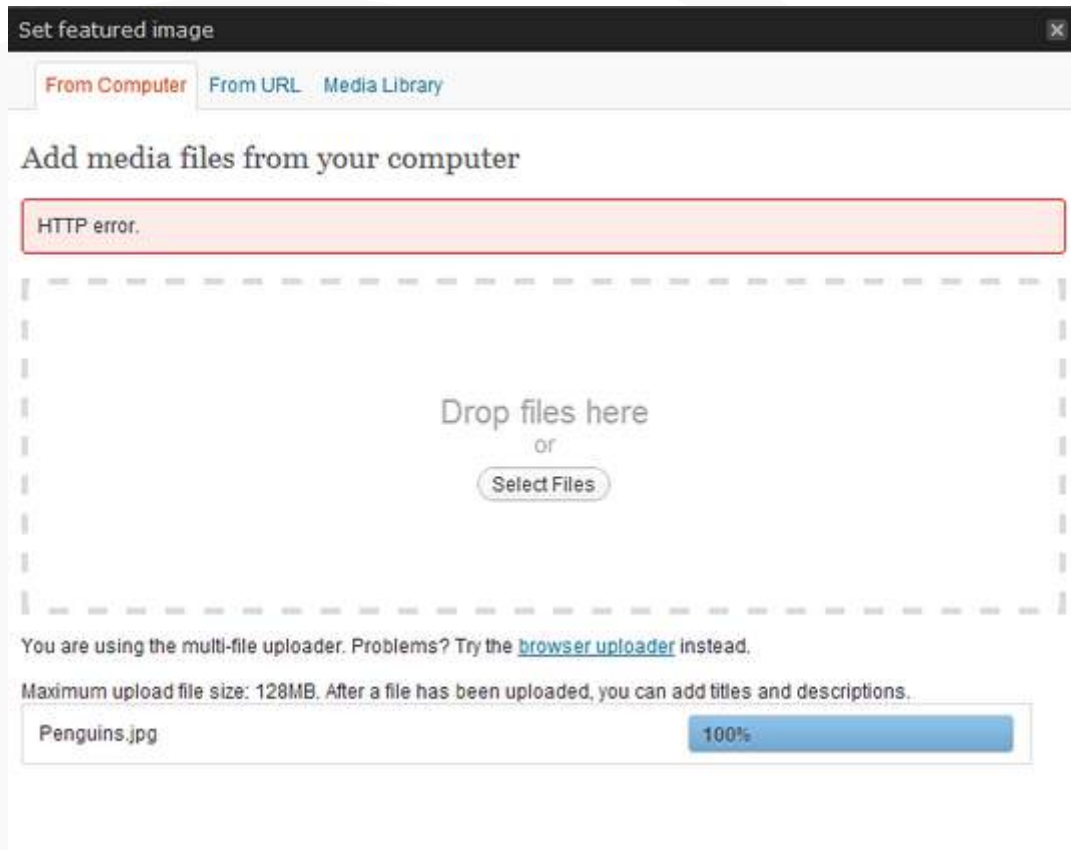 Set featured image
From Computer From URL Media Library
Add media files from your computer
HTTP error.
Drop files here
or
Select Files
You are using the multi-file uploader. Problems? Try the browser uploader instead.
Maximum upload file size: 128MB. After a file has been uploaded, you can add titles and descriptions.
Penguins.jpg 100%